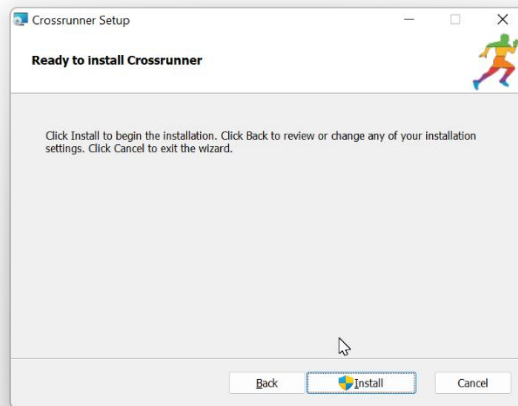 Crossrunner Setup
Ready to install Crossrunner
Click Install to begin the installation. Click Back to review or change any of your installation
settings. Click Cancel to exit the wizard.
Back Install Cancel